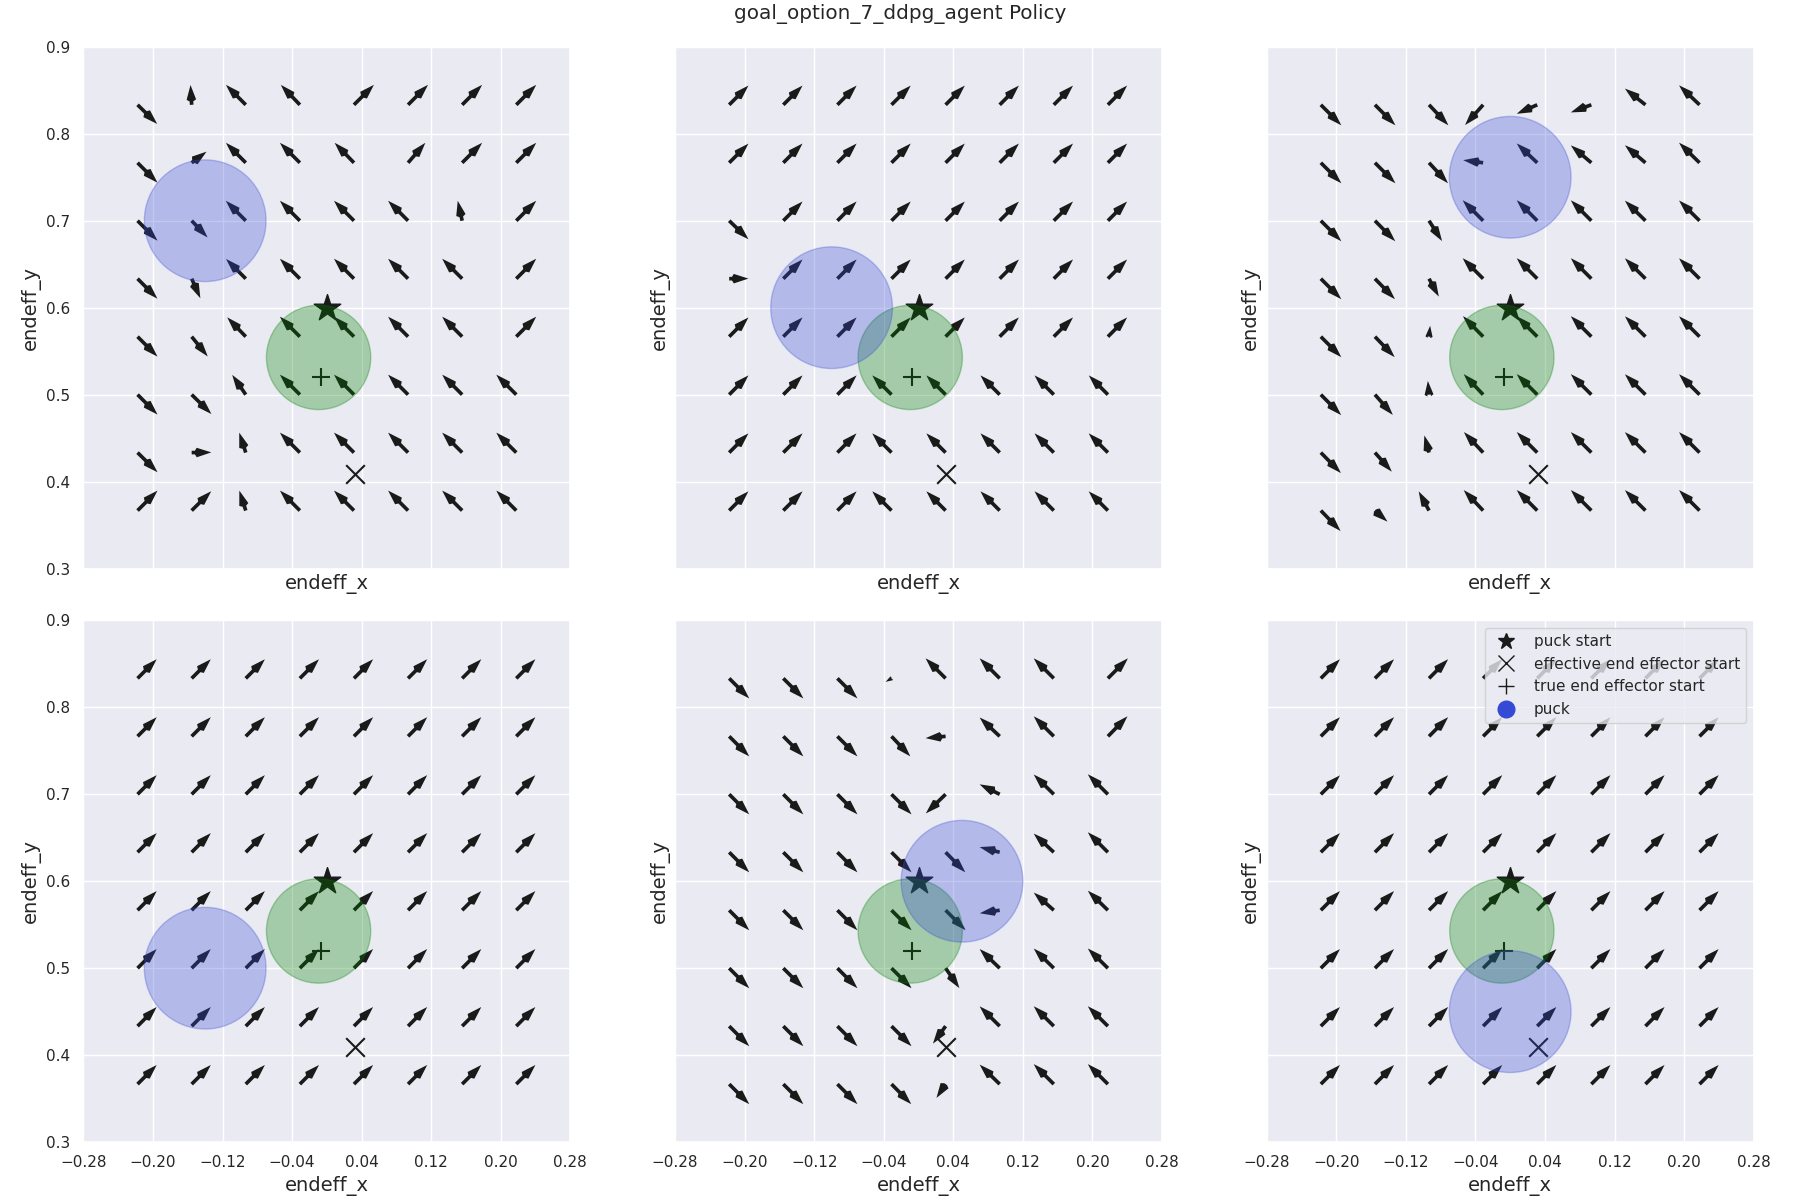 goal_option_7_ddpg_agent Policy
0.9
0.8
0.7
0.6
0.5
0.4
0.3
endeff_y
endeff_x
endeff_y
endeff_x
endeff_y
endeff_x
0.9
0.8
0.7
0.6
0.5
0.4
0.3
endeff_y
−0.28 −0.20 −0.12 −0.04 0.04 0.12 0.20 0.28
endeff_x
endeff_y
−0.28 −0.20 −0.12 −0.04 0.04 0.12 0.20 0.28
endeff_x
puck start
effective end effector start
true end effector start
puck
endeff_y
−0.28 −0.20 −0.12 −0.04 0.04 0.12 0.20 0.28
endeff_x